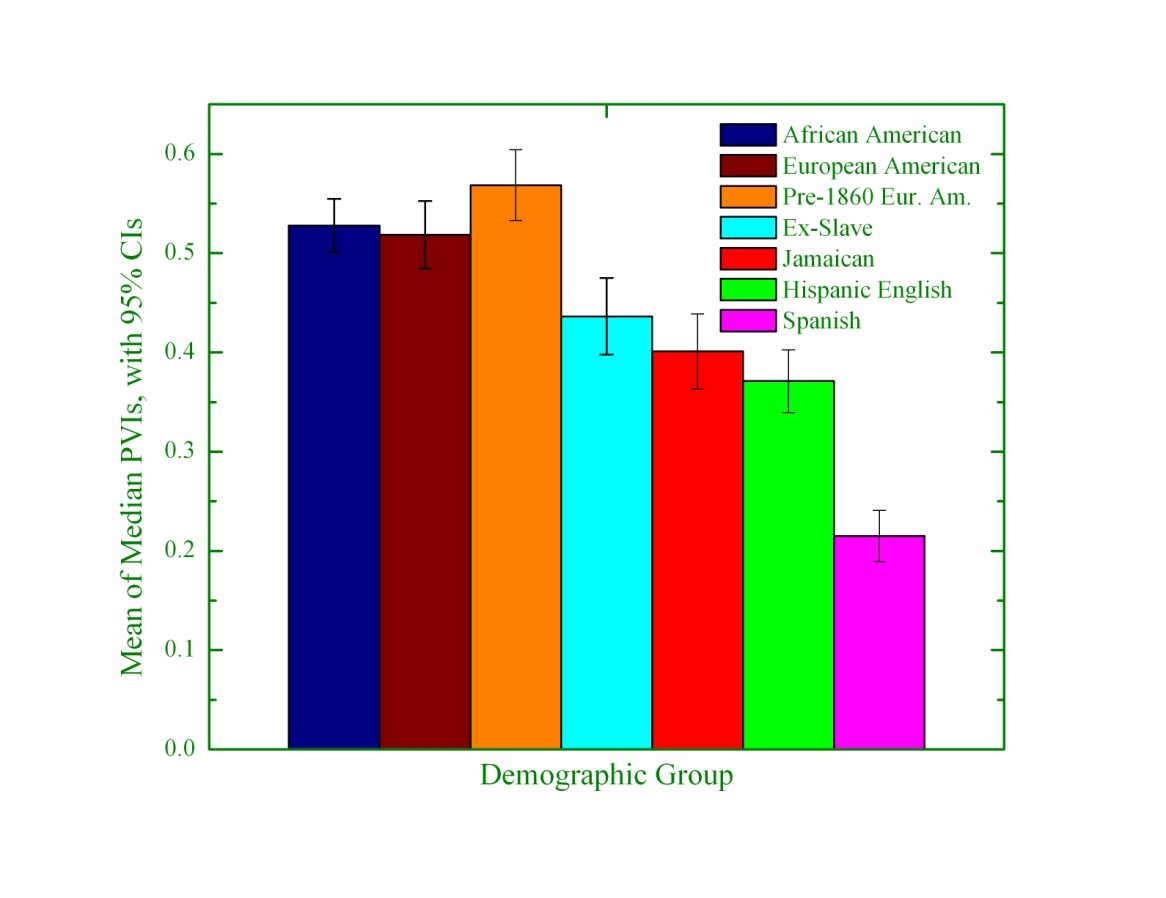 African American
European American
Pre-1860 Eur. Am.
Ex-Slave
Jamaican
Hispanic English
Spanish
0.6
0.5
0.4
0.3
0.2
0.1
0.0
Mean of Median PVIs, with 95% CIs
Demographic Group